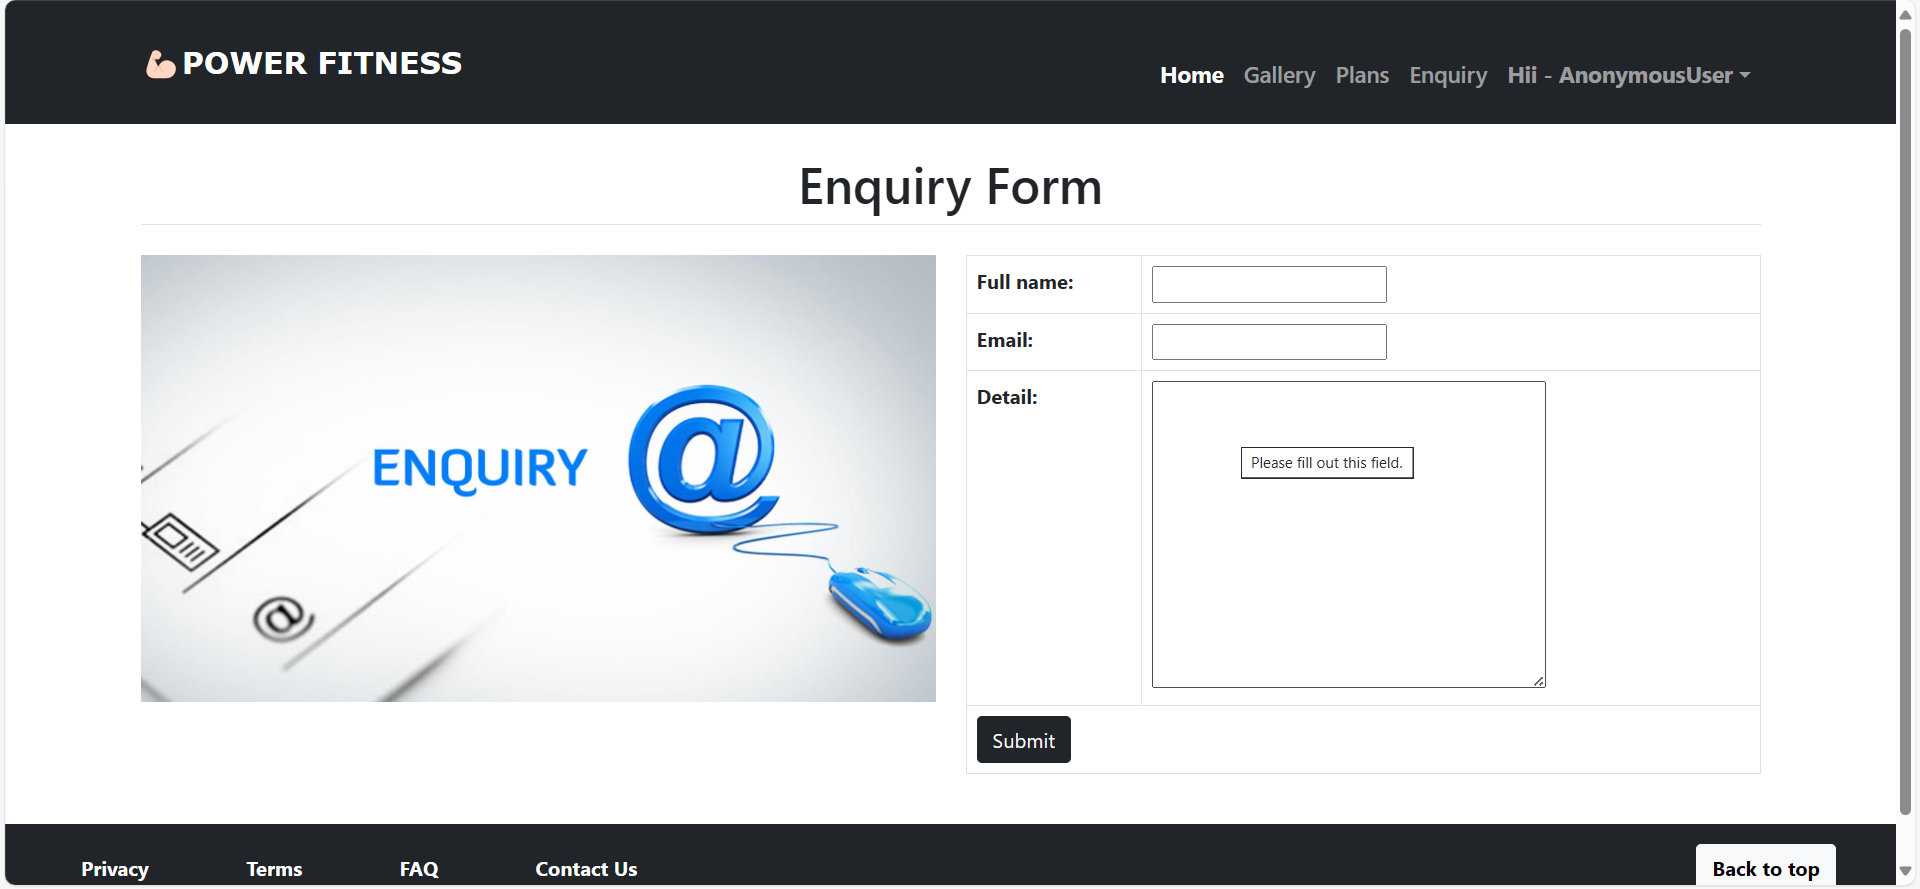 POWER FITNESS
Home Gallery Plans Enquiry Hii - AnonymousUser
Enquiry Form
ENQUIRY @
@
Full name:
Email:
Detail:
Please fill out this field.
Submit
Privacy Terms FAQ Contact Us
Back to top